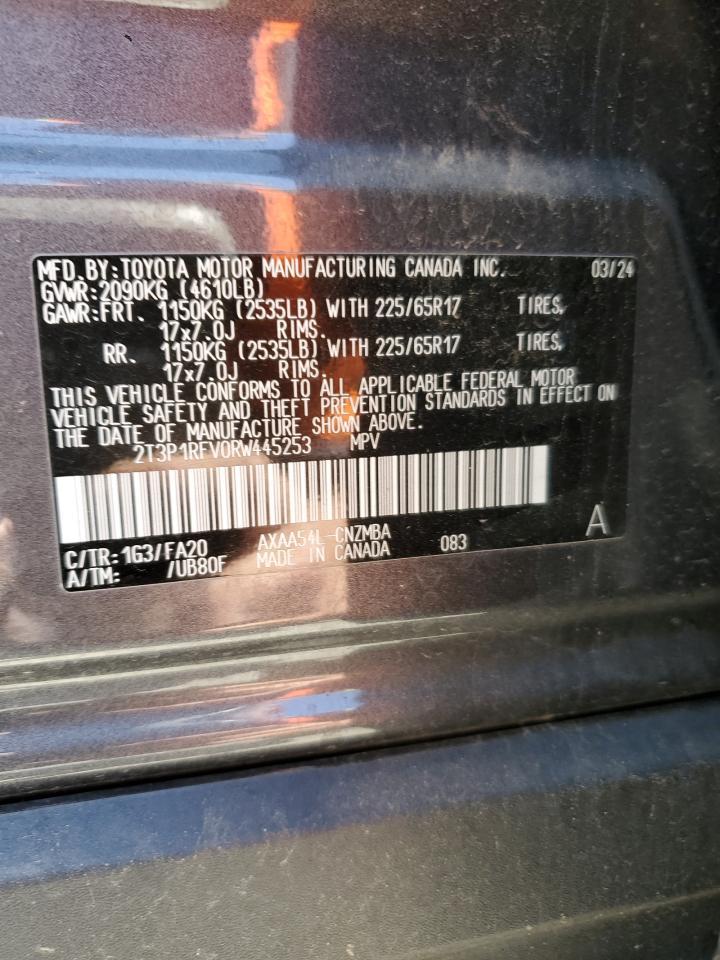 MFD.BY:TOYOTA MOTOR MANUFACTURING CANADA INC. 03/24
GVWR:2090KG (4610LB)
GAWR:FRT. 1150KG (2535LB) WITH 225/65R17 TIRES,
17x7.0J RIMS.
RR. 1150KG (2535LB) WITH 225/65R17 TIRES,
17x7.0J RIMS.
THIS VEHICLE CONFORMS TO ALL APPLICABLE FEDERAL MOTOR
VEHICLE SAFETY AND THEFT PREVENTION STANDARDS IN EFFECT ON
THE DATE OF MANUFACTURE SHOWN ABOVE.
2T3P1RFV0RW445253 MPV
C/TR:1G3/FA20 AXAA54L-CNZMBA 083 A
A/TM: /UB80F MADE IN CANADA